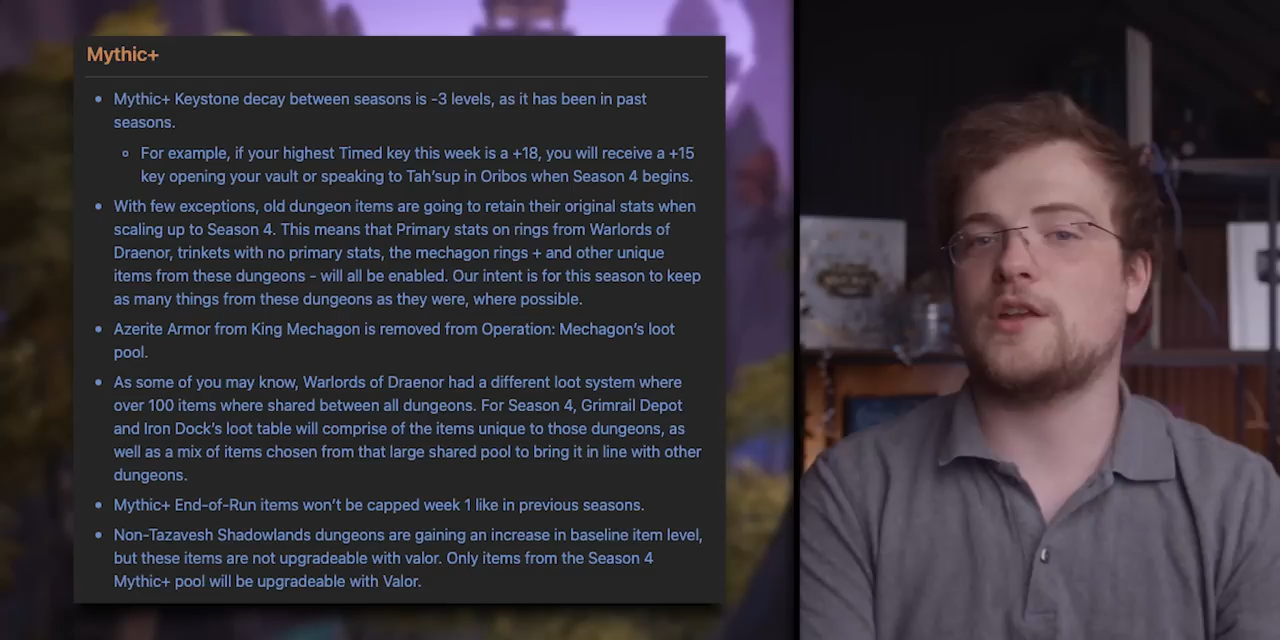 Mythic+
Mythic+ Keystone decay between seasons is -3 levels, as it has been in past
seasons.
For example, if your highest Timed key this week is a +18, you will receive a +15
key opening your vault or speaking to Tah'sup in Oribos when Season 4 begins.
With few exceptions, old dungeon items are going to retain their original stats when
scaling up to Season 4. This means that Primary stats on rings from Warlords of
Draenor, trinkets with no primary stats, the mechagon rings + and other unique
items from these dungeons - will all be enabled. Our intent is for this season to keep
as many things from these dungeons as they were, where possible.
Azerite Armor from King Mechagon is removed from Operation: Mechagon's loot
pool.
As some of you may know, Warlords of Draenor had a different loot system where
over 100 items where shared between all dungeons. For Season 4, Grimrail Depot
and Iron Dock's loot table will comprise of the items unique to those dungeons, as
well as a mix of items chosen from that large shared pool to bring it in line with other
dungeons.
Mythic+ End-of-Run items won't be capped week 1 like in previous seasons.
Non-Tazavesh Shadowlands dungeons are gaining an increase in baseline item level,
but these items are not upgradeable with valor. Only items from the Season 4
Mythic+ pool will be upgradeable with Valor.